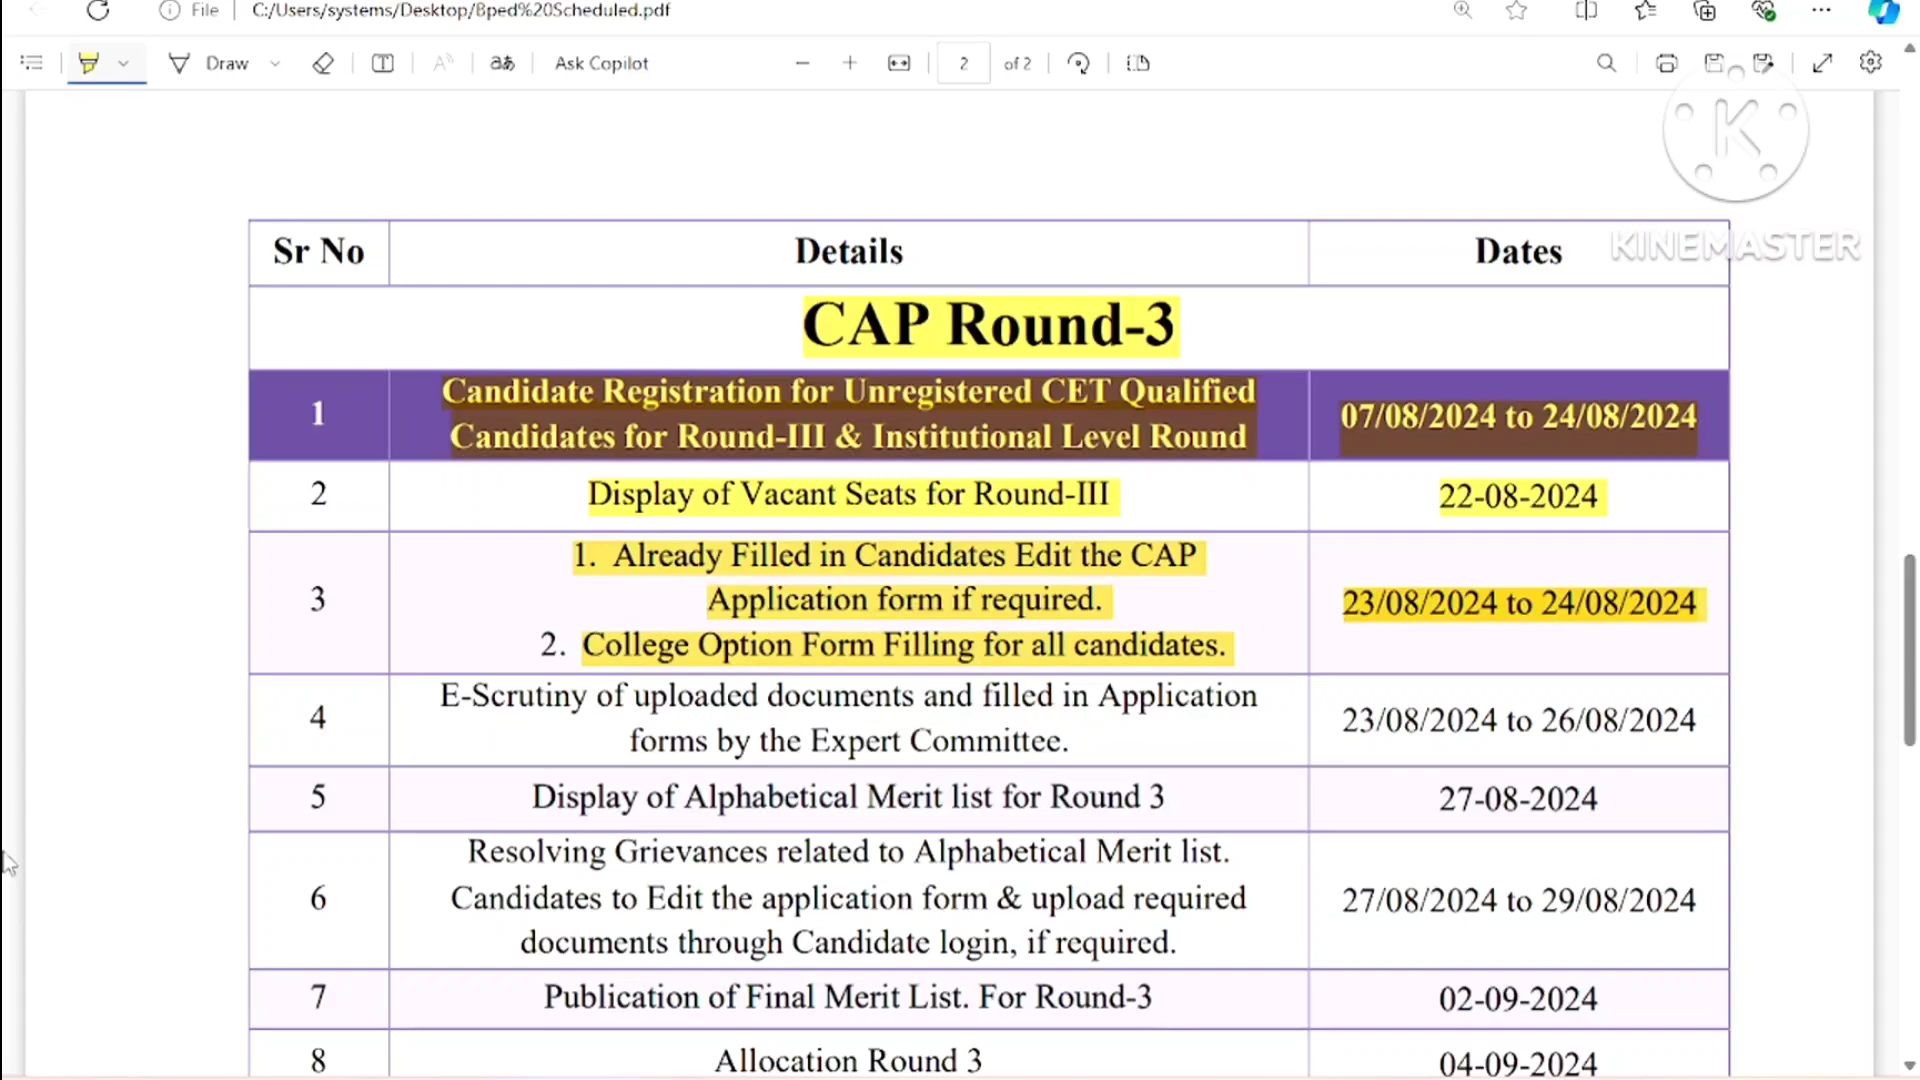 File C:/Users/systems/Desktop/Bped%20Scheduled.pdf
Draw Ask Copilot 2 of 2
K
KINEMASTER
Sr No Details Dates
CAP Round-3
1 Candidate Registration for Unregistered CET Qualified
Candidates for Round-III & Institutional Level Round 07/08/2024 to 24/08/2024
2 Display of Vacant Seats for Round-III 22-08-2024
1. Already Filled in Candidates Edit the CAP
3 Application form if required. 23/08/2024 to 24/08/2024
2. College Option Form Filling for all candidates.
4 E-Scrutiny of uploaded documents and filled in Application
forms by the Expert Committee. 23/08/2024 to 26/08/2024
5 Display of Alphabetical Merit list for Round 3 27-08-2024
Resolving Grievances related to Alphabetical Merit list.
6 Candidates to Edit the application form & upload required 27/08/2024 to 29/08/2024
documents through Candidate login, if required.
7 Publication of Final Merit List. For Round-3 02-09-2024
8 Allocation Round 3 04-09-2024